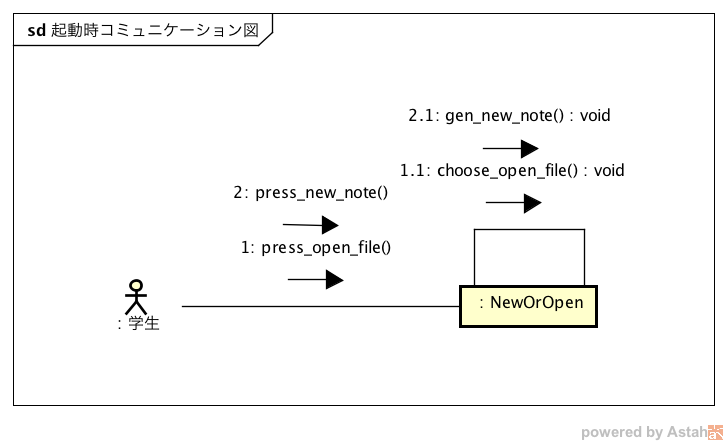 sd 起動時コミュニケーション図
2.1: gen_new_note() : void
1.1: choose_open_file() : void
2: press_new_note()
1: press_open_file()
: NewOrOpen
: 学生
powered by Astah